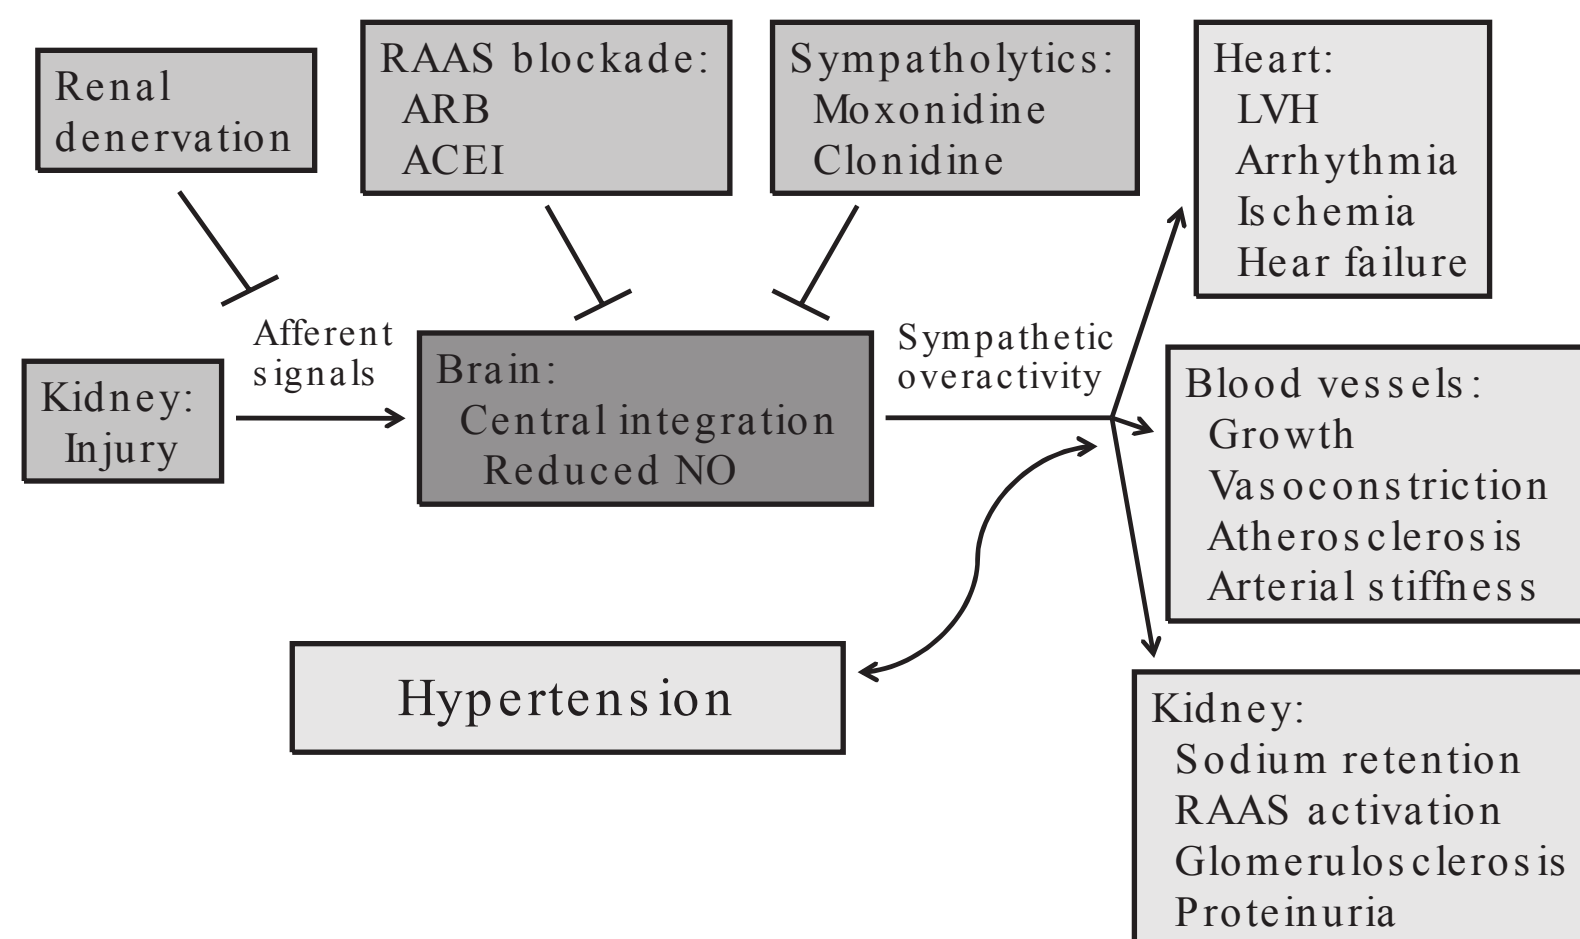 Renal
denervation
RAAS blockade:
ARB
ACEI
Sympatholytics:
Moxonidine
Clonidine
Heart:
LVH
Arrhythmia
Ischemia
Hear failure
Afferent
signals
Kidney:
Injury
Brain:
Central integration
Reduced NO
Sympathetic
overactivity
Blood vessels:
Growth
Vasoconstriction
Atherosclerosis
Arterial stiffness
Hypertension
Kidney:
Sodium retention
RAAS activation
Glomerulosclerosis
Proteinuria